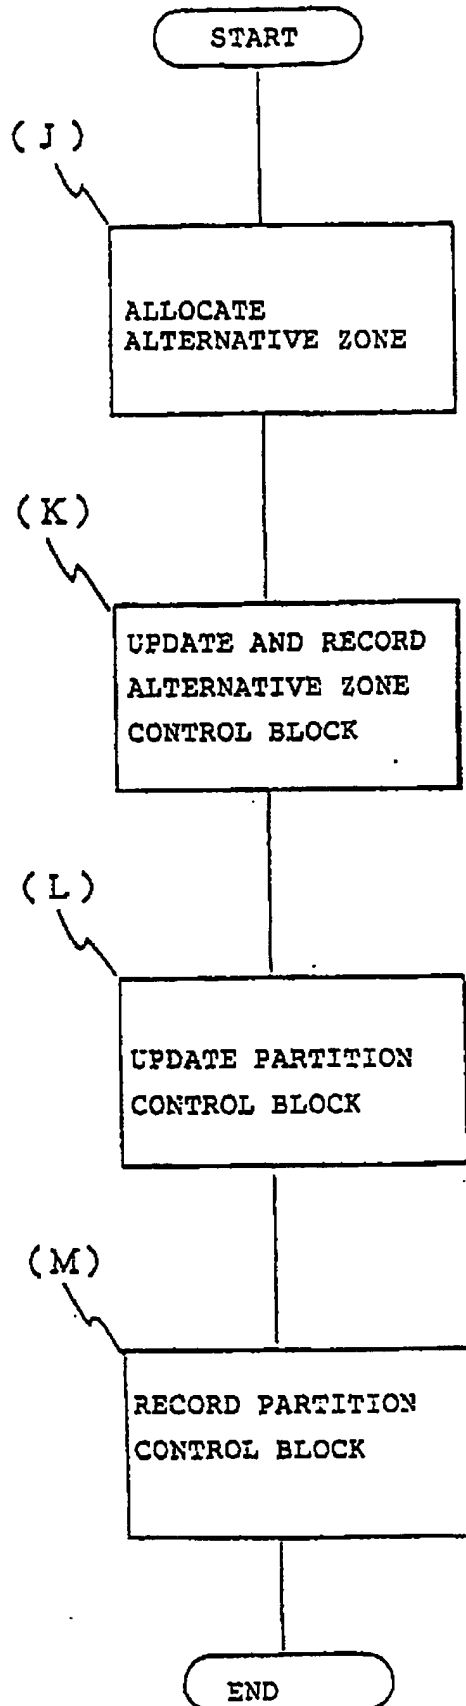 START
(J)
ALLOCATE
ALTERNATIVE ZONE
(K)
UPDATE AND RECORD
ALTERNATIVE ZONE
CONTROL BLOCK
(L)
UPDATE PARTITION
CONTROL BLOCK
(M)
RECORD PARTITION
CONTROL BLOCK
END